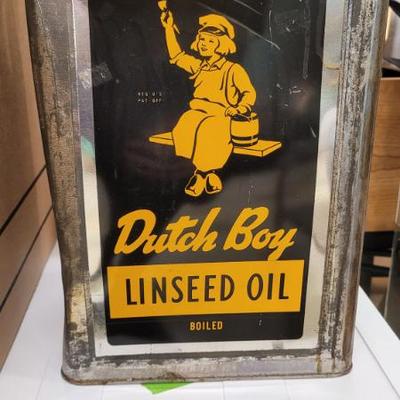 REG. U.S.
PAT. OFF.
Dutch Boy
LINSEED OIL
BOILED